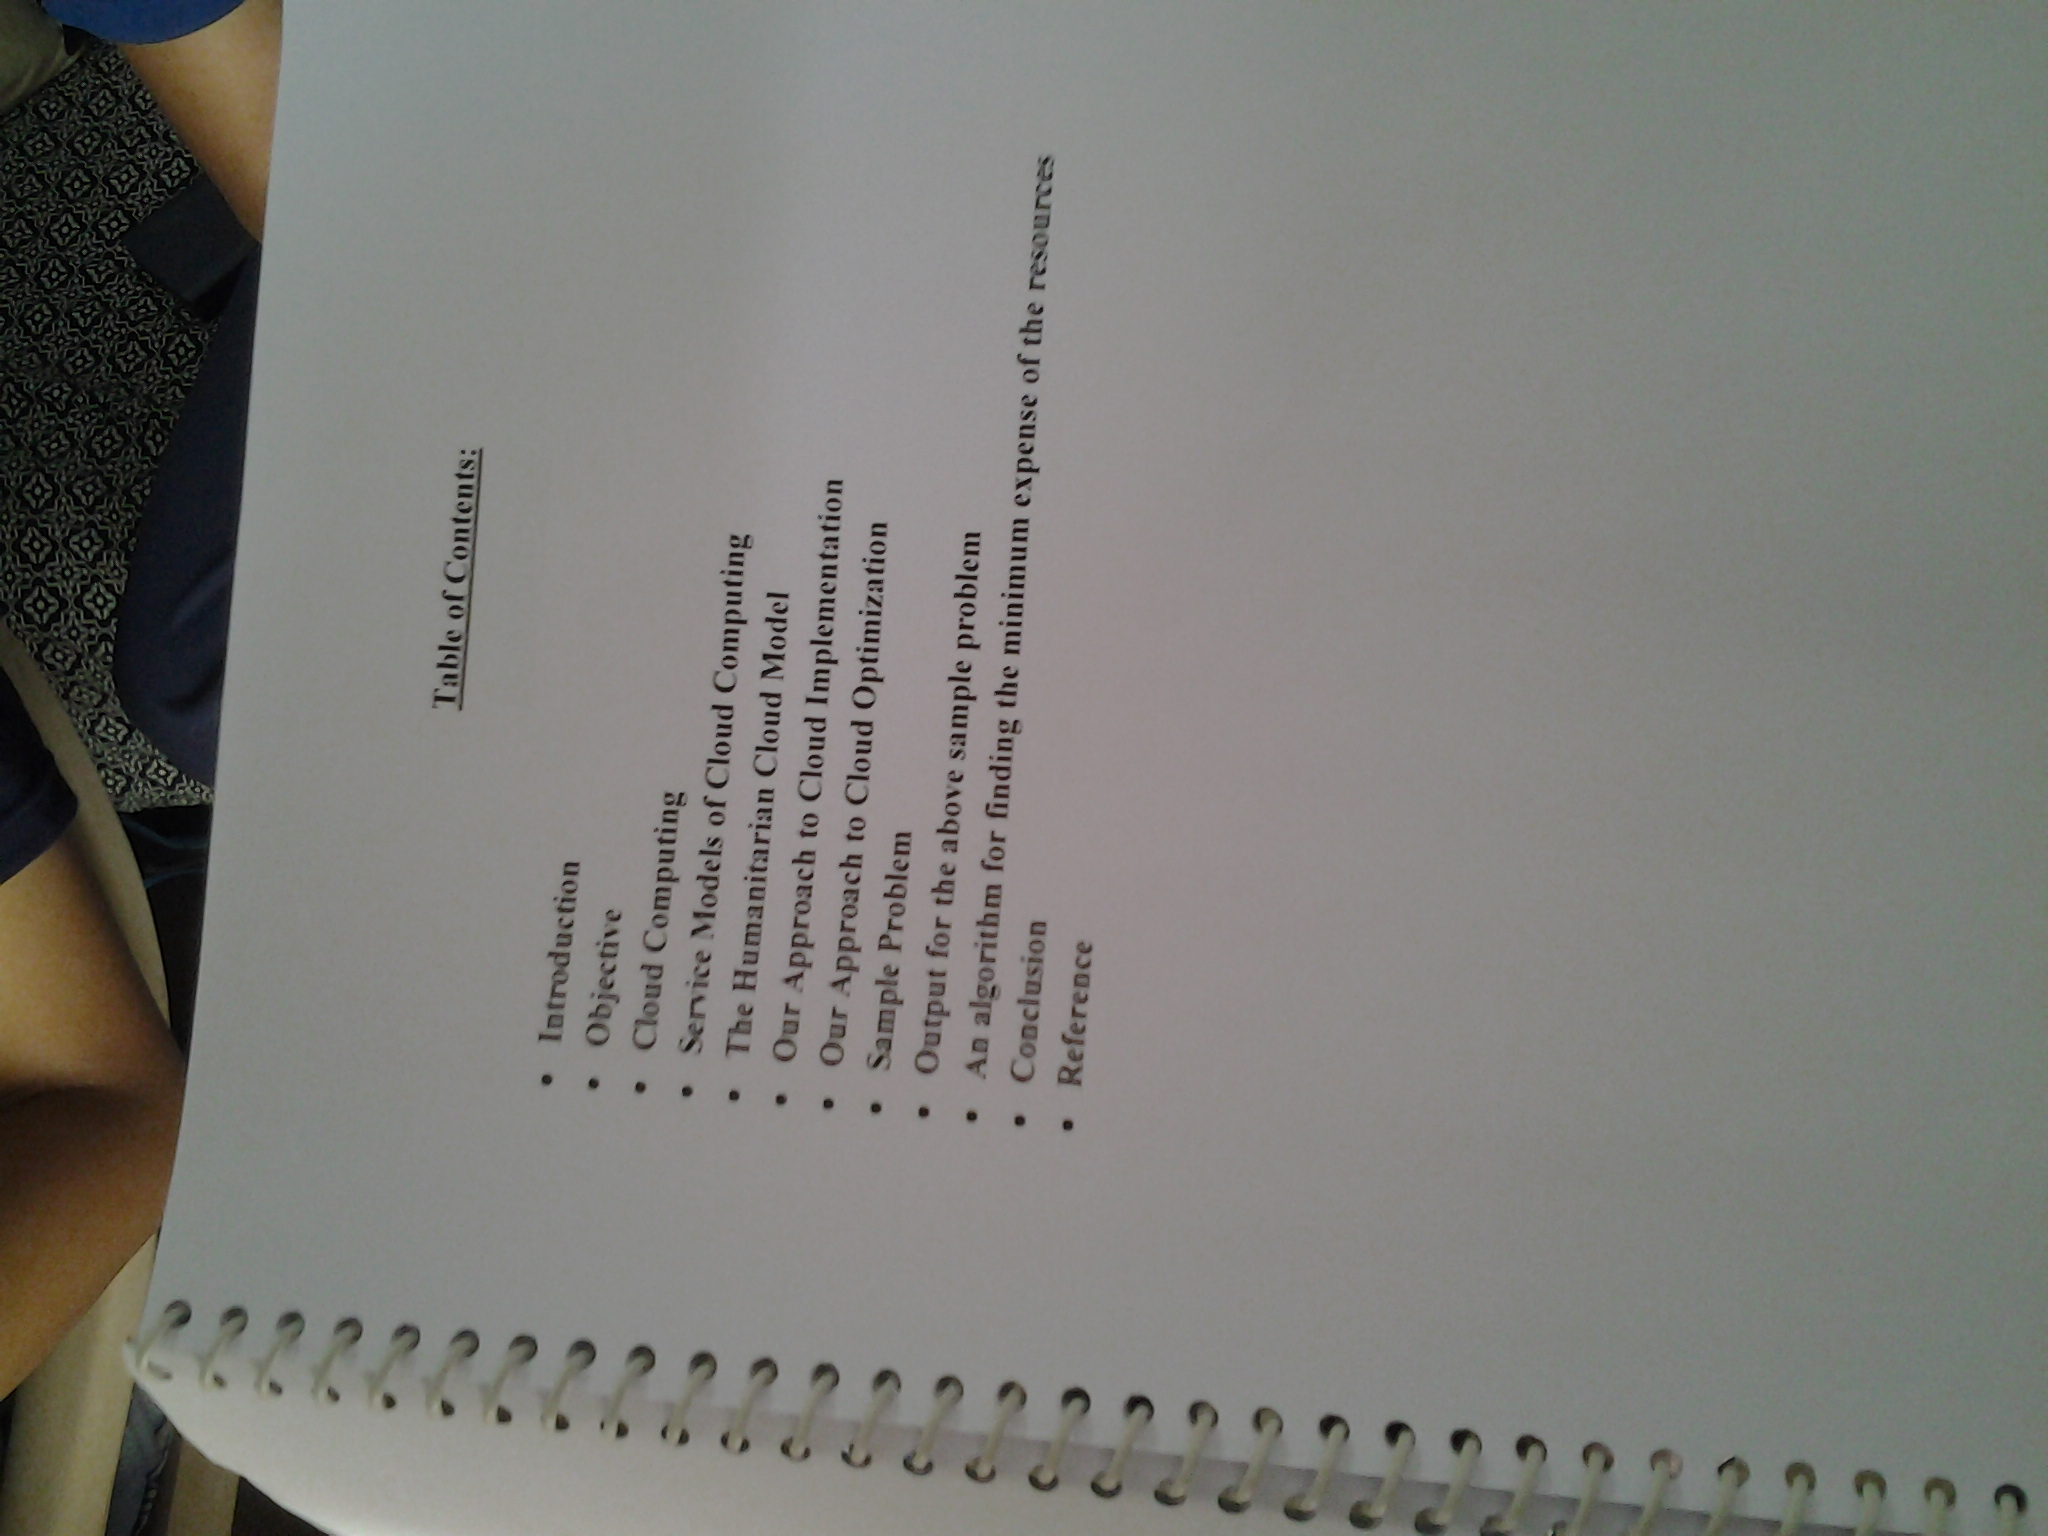 Table of Contents:
• Introduction
• Objective
• Cloud Computing
• Service Models of Cloud Computing
• The Humanitarian Cloud Model
• Our Approach to Cloud Implementation
• Our Approach to Cloud Optimization
• Sample Problem
• Output for the above sample problem
• An algorithm for finding the minimum expense of the resources
• Conclusion
• Reference